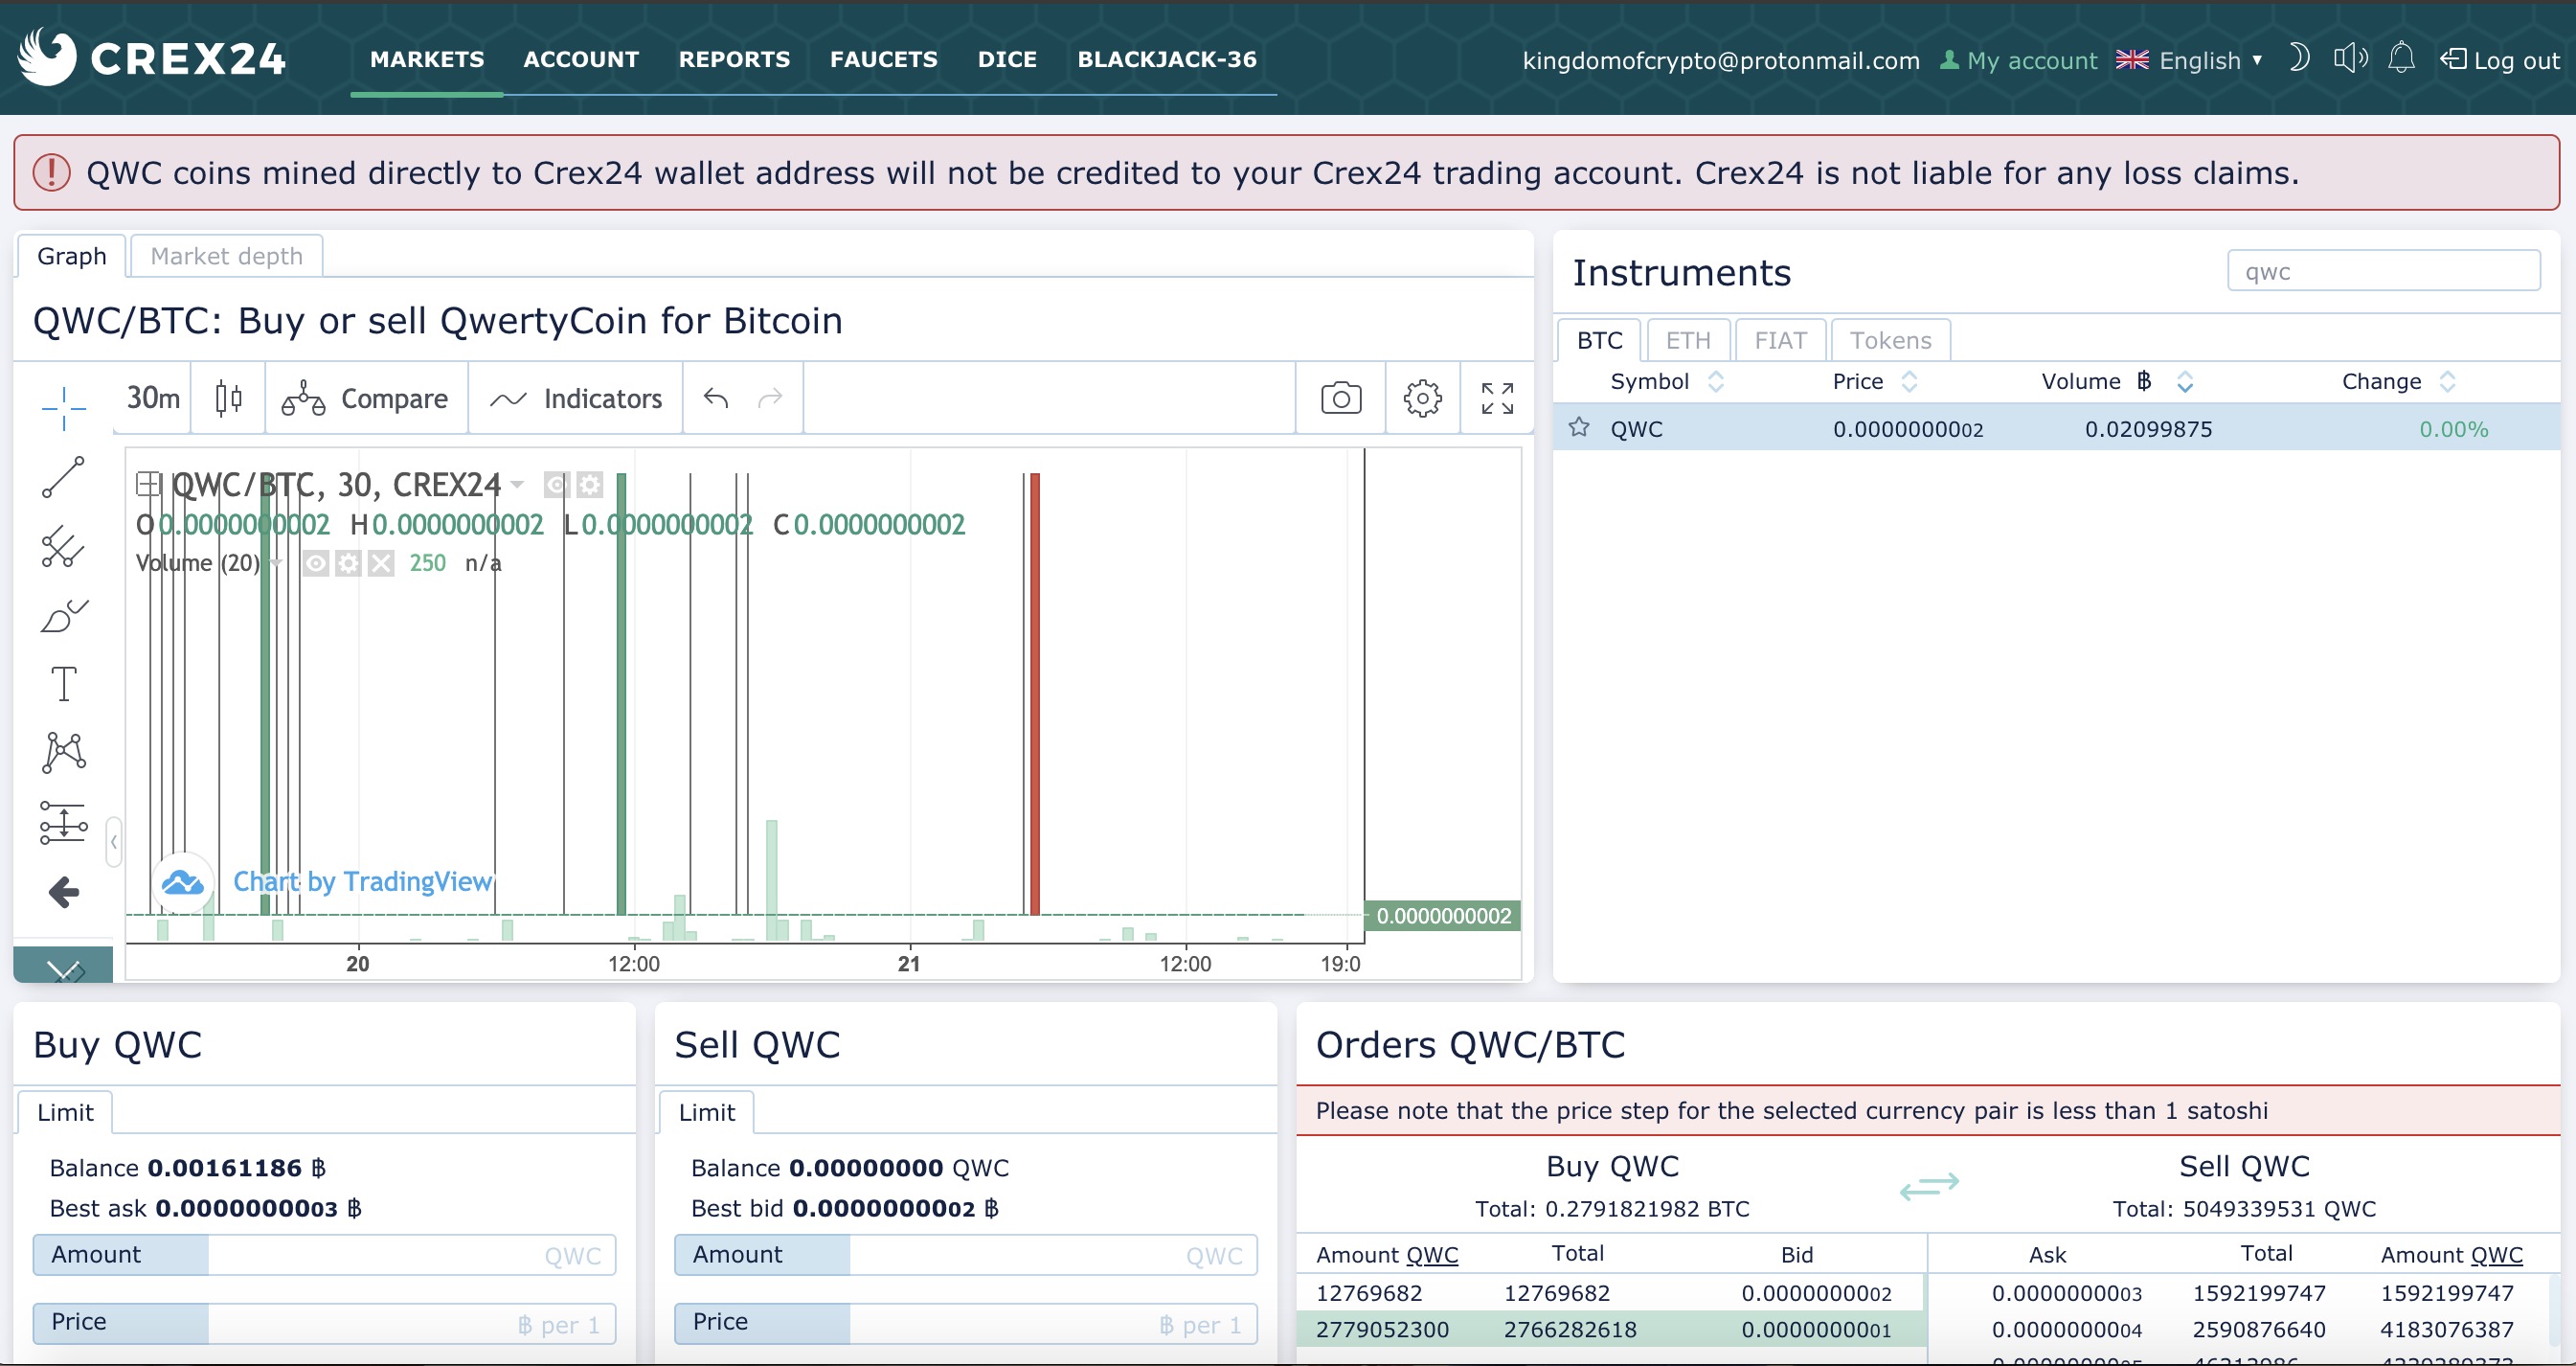 CREX24
MARKETS ACCOUNT REPORTS FAUCETS DICE BLACKJACK-36
kingdomofcrypto@protonmail.com My account English ▼ Log out
QWC coins mined directly to Crex24 wallet address will not be credited to your Crex24 trading account. Crex24 is not liable for any loss claims.
Graph Market depth
QWC/BTC: Buy or sell QwertyCoin for Bitcoin
30m Compare Indicators
QWC/BTC, 30, CREX24
O 0.0000000002 H 0.0000000002 L 0.0000000002 C 0.0000000002
Volume (20) 250 n/a
Chart by TradingView
0.0000000002
20 12:00 21 12:00 19:0
Instruments
qwc
BTC ETH FIAT Tokens
Symbol Price Volume ฿ Change
QWC 0.0000000002 0.02099875 0.00%
Buy QWC
Limit
Balance 0.00161186 ฿
Best ask 0.0000000003 ฿
Amount QWC
Price ฿ per 1
Sell QWC
Limit
Balance 0.00000000 QWC
Best bid 0.0000000002 ฿
Amount QWC
Price ฿ per 1
Orders QWC/BTC
Please note that the price step for the selected currency pair is less than 1 satoshi
Buy QWC
Total: 0.2791821982 BTC
Sell QWC
Total: 5049339531 QWC
Amount QWC Total Bid Ask Total Amount QWC
12769682 12769682 0.0000000002 0.0000000003 1592199747 1592199747
2779052300 2766282618 0.0000000001 0.0000000004 2590876640 4183076387